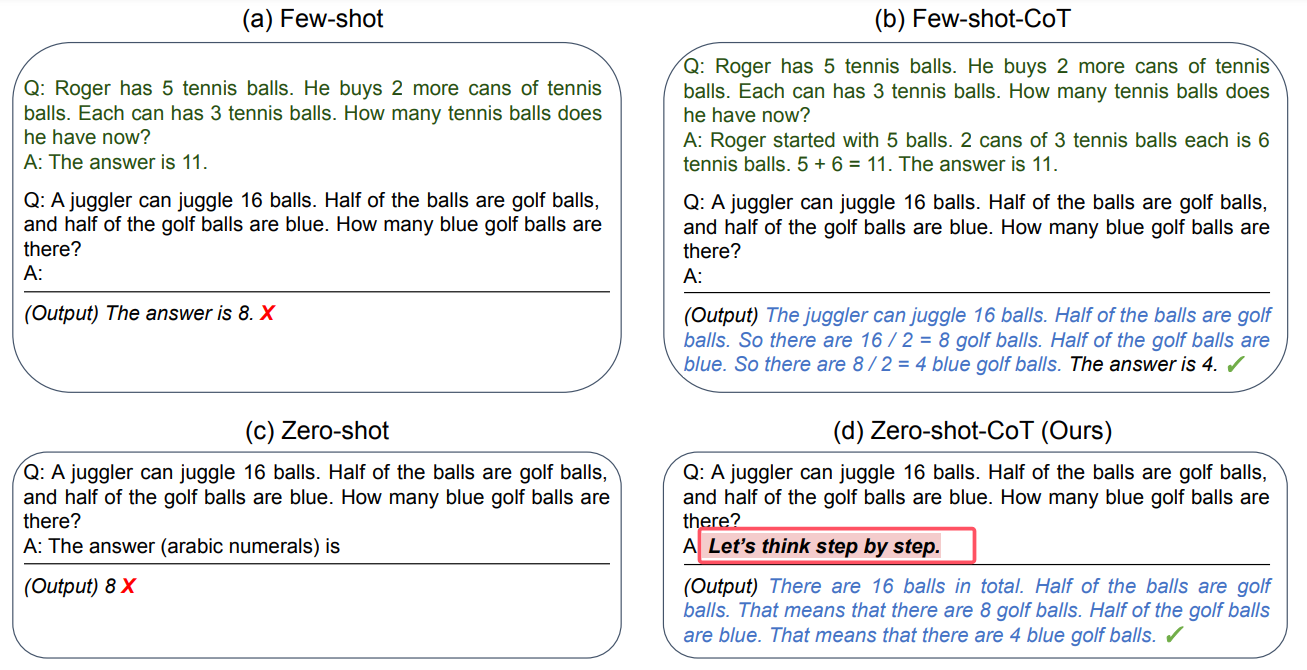 (a) Few-shot
Q: Roger has 5 tennis balls. He buys 2 more cans of tennis
balls. Each can has 3 tennis balls. How many tennis balls does
he have now?
A: The answer is 11.
Q: A juggler can juggle 16 balls. Half of the balls are golf balls,
and half of the golf balls are blue. How many blue golf balls are
there?
A:
(Output) The answer is 8. X
(b) Few-shot-CoT
Q: Roger has 5 tennis balls. He buys 2 more cans of tennis
balls. Each can has 3 tennis balls. How many tennis balls does
he have now?
A: Roger started with 5 balls. 2 cans of 3 tennis balls each is 6
tennis balls. 5 + 6 = 11. The answer is 11.
Q: A juggler can juggle 16 balls. Half of the balls are golf balls,
and half of the golf balls are blue. How many blue golf balls are
there?
A:
(Output) The juggler can juggle 16 balls. Half of the balls are golf
balls. So there are 16 / 2 = 8 golf balls. Half of the golf balls are
blue. So there are 8 / 2 = 4 blue golf balls. The answer is 4. ✓
(c) Zero-shot
Q: A juggler can juggle 16 balls. Half of the balls are golf balls,
and half of the golf balls are blue. How many blue golf balls are
there?
A: The answer (arabic numerals) is
(Output) 8 X
(d) Zero-shot-CoT (Ours)
Q: A juggler can juggle 16 balls. Half of the balls are golf balls,
and half of the golf balls are blue. How many blue golf balls are
there?
A Let's think step by step.
(Output) There are 16 balls in total. Half of the balls are golf
balls. That means that there are 8 golf balls. Half of the golf balls
are blue. That means that there are 4 blue golf balls. ✓